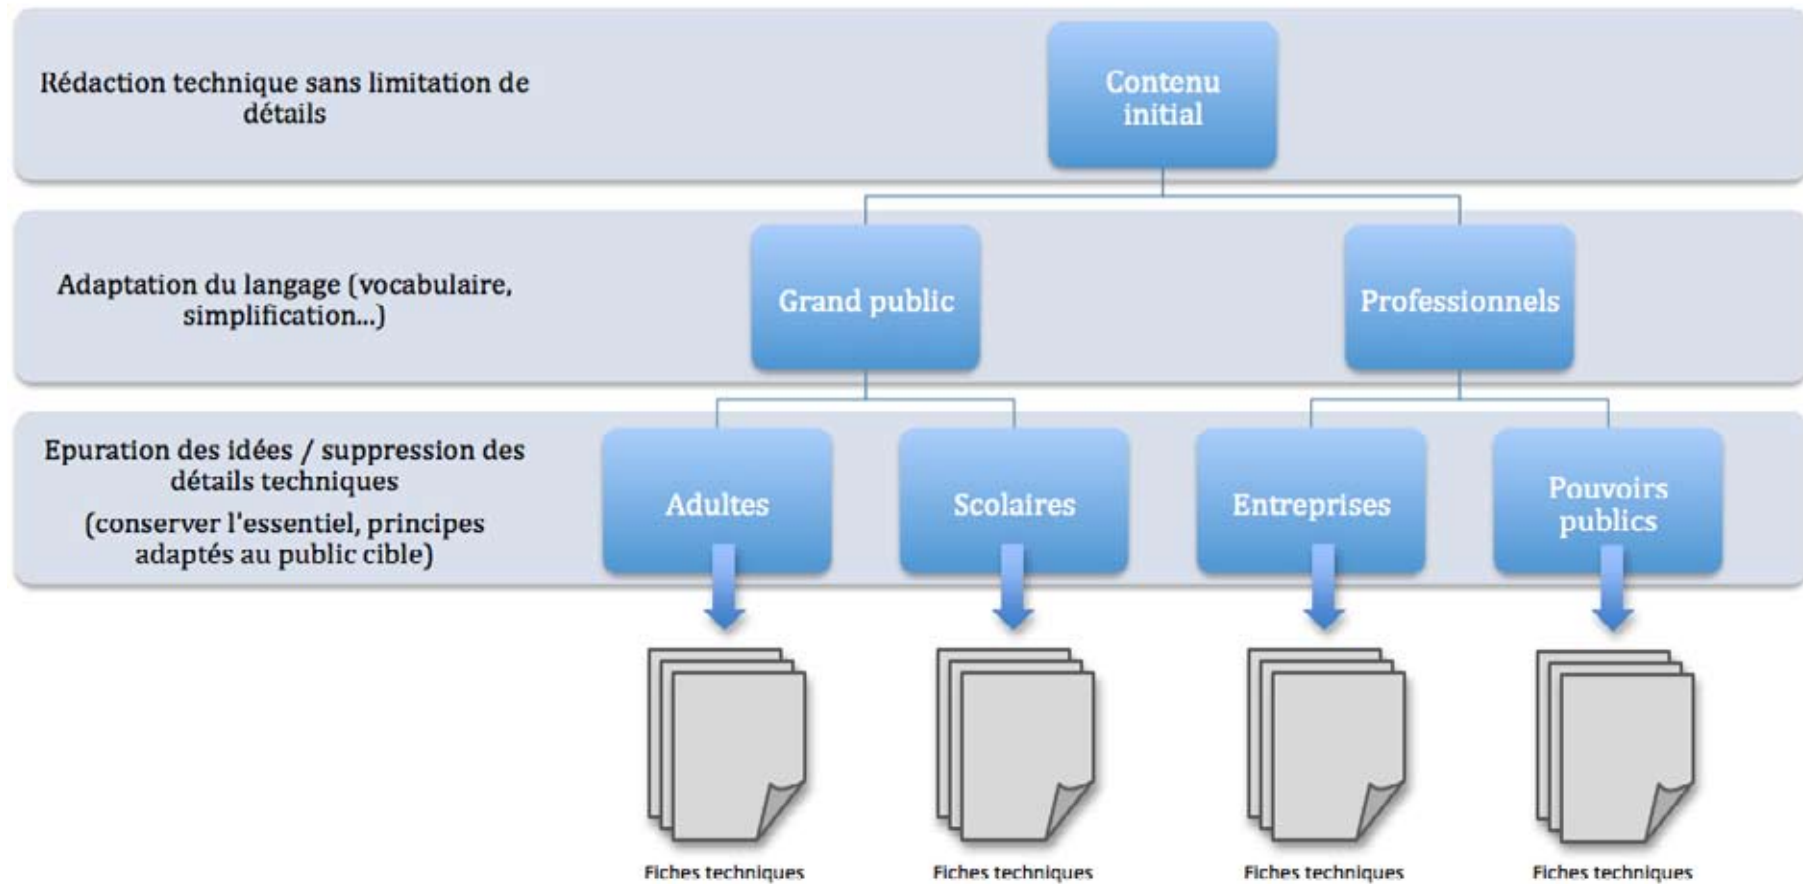 Rédaction technique sans limitation de
détails
Contenu
initial
Adaptation du langage (vocabulaire,
simplification...)
Grand public
Professionnels
Epuration des idées / suppression des
détails techniques
(conserver l'essentiel, principes
adaptés au public cible)
Adultes
Scolaires
Entreprises
Pouvoirs
publics
Fiches techniques
Fiches techniques
Fiches techniques
Fiches techniques